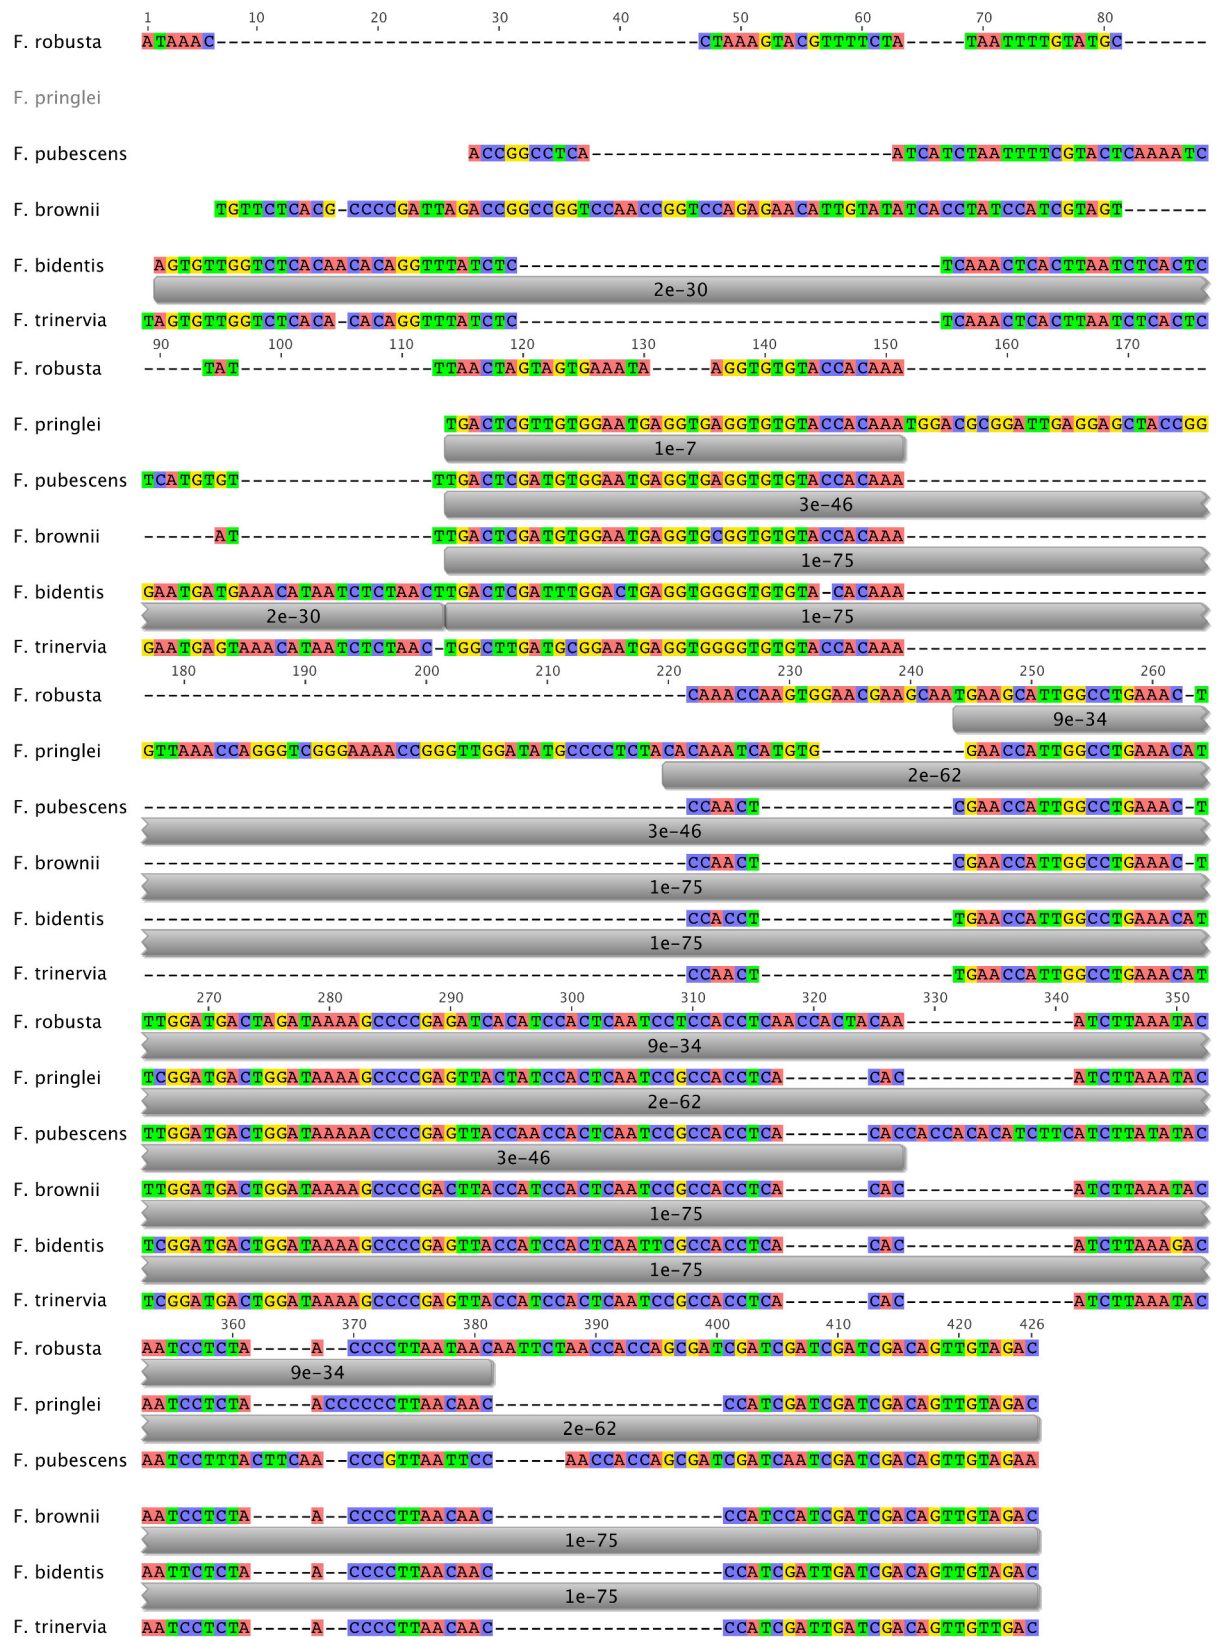 1 10 20 30 40 50 60 70 80
F. robusta ATAAAC----------------------------------------CTAAAGTACGTTTTCTA-----TAATTTTGTATGC-------
F. pringlei
F. pubescens ACCGGCCTCA-------------------------ATCATCTAATTTTCGTACTCAAAATC
F. brownii TGTTCTCACG-CCCCGATTAGACCGGCCGGTCCAACCGGTCCAGAGAACATTGTATATCACCTATCCATCGTAGT-------
F. bidentis AGTGTTGGTCTCACAACACAGGTTTATCTC-----------------------------------TCAAACTCACTTAATCTCACTC
2e-30
F. trinervia TAGTGTTGGTCTCACA-CACAGGTTTATCTC-----------------------------------TCAAACTCACTTAATCTCACTC
90 100 110 120 130 140 150 160 170
F. robusta -----TAT----------------TTAACTAGTAGTGAAATA-----AGGTGTGTACCACAAA-------------------------
F. pringlei TGACTCGTTGTGGAATGAGGTGAGGTGTGTACCACAAATGGACGCGGATTGAGGAGCTACCGG
1e-7
F. pubescens TCATGTGT----------------TTGACTCGATGTGGAATGAGGTGAGGTGTGTACCACAAA-------------------------
3e-46
F. brownii ------AT----------------TTGACTCGATGTGGAATGAGGTGCGGTGTGTACCACAAA-------------------------
1e-75
F. bidentis GAATGATGAAACATAATCTCTAACTTGACTCGATTTGGACTGAGGTGGGGTGTGTA-CACAAA-------------------------
2e-30 1e-75
F. trinervia GAATGAGTAAACATAATCTCTAAC-TGGCTTGATGCGGAATGAGGTGGGGTGTGTACCACAAA-------------------------
180 190 200 210 220 230 240 250 260
F. robusta ---------------------------------------------CAAACCAAGTGGAACGAAGCAATGAAGCATTGGCCTGAAAC-T
9e-34
F. pringlei GTTAAACCAGGGTCGGGAAAACCGGGTTGGATATGCCCCTCTACACAAATCATGTG------------GAACCATTGGCCTGAAACAT
2e-62
F. pubescens ---------------------------------------------CCAACT----------------CGAACCATTGGCCTGAAAC-T
3e-46
F. brownii ---------------------------------------------CCAACT----------------CGAACCATTGGCCTGAAAC-T
1e-75
F. bidentis ---------------------------------------------CCACCT----------------TGAACCATTGGCCTGAAACAT
1e-75
F. trinervia ---------------------------------------------CCAACT----------------TGAACCATTGGCCTGAAACAT
270 280 290 300 310 320 330 340 350
F. robusta TTGGATGACTAGATAAAAGCCCCGAGATCACATCCACTCAATCCTCCACCTCAACCACTACAA--------------ATCTTAAATAC
9e-34
F. pringlei TCGGATGACTGGATAAAAGCCCCGAGTTACTATCCACTCAATCCGCCACCTCA-------CAC--------------ATCTTAAATAC
2e-62
F. pubescens TTGGATGACTGGATAAAAACCCCGAGTTACCAACCACTCAATCCGCCACCTCA-------CACCACCACACATCTTCATCTTATATAC
3e-46
F. brownii TTGGATGACTGGATAAAAGCCCCGACTTACCATCCACTCAATCCGCCACCTCA-------CAC--------------ATCTTAAATAC
1e-75
F. bidentis TCGGATGACTGGATAAAAGCCCCGAGTTACCATCCACTCAATTCGCCACCTCA-------CAC--------------ATCTTAAAGAC
1e-75
F. trinervia TCGGATGACTGGATAAAAGCCCCGAGTTACCATCCACTCAATCCGCCACCTCA-------CAC--------------ATCTTAAATAC
360 370 380 390 400 410 420 426
F. robusta AATCCTCTA-----A--CCCCTTAATAACAATTCTAACCACCAGCGATCGATCGATCGATCGACAGTTGTAGAC
9e-34
F. pringlei AATCCTCTA-----ACCCCCCTTAACAAC-------------------CCATCGATCGATCGACAGTTGTAGAC
2e-62
F. pubescens AATCCTTTACTTCAA--CCCGTTAATTCC------AACCACCAGCGATCGATCAATCGATCGACAGTTGTAGAA
F. brownii AATCCTCTA-----A--CCCCTTAACAAC-------------------CCATCCATCGATCGACAGTTGTAGAC
1e-75
F. bidentis AATTCTCTA-----A--CCCCTTAACAAC-------------------CCATCGATTGATCGACAGTTGTAGAC
1e-75
F. trinervia AATCCTCTA-----A--CCCCTTAACAAC-------------------CCATCGATTGATCGACAGTTGTTGAC